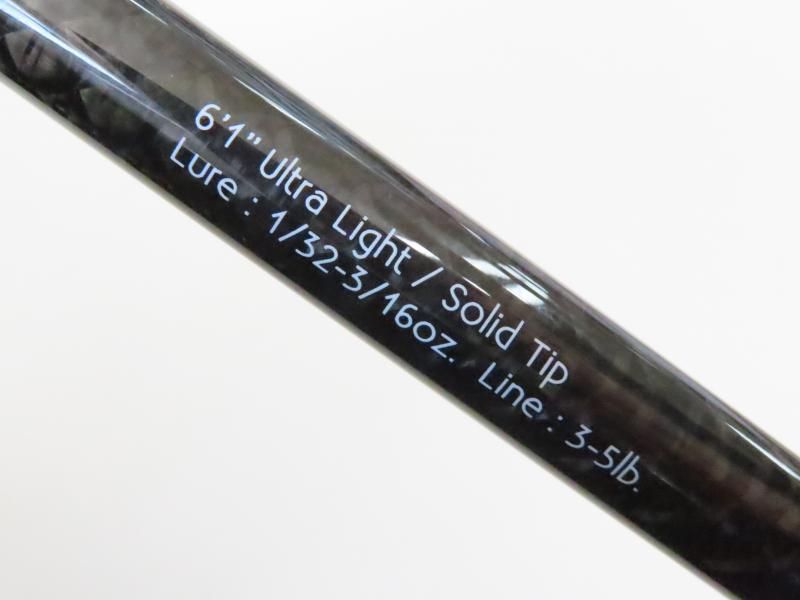 6'1" Ultra Light / Solid Tip
Lure : 1/32-3/16oz. Line : 3-5lb.